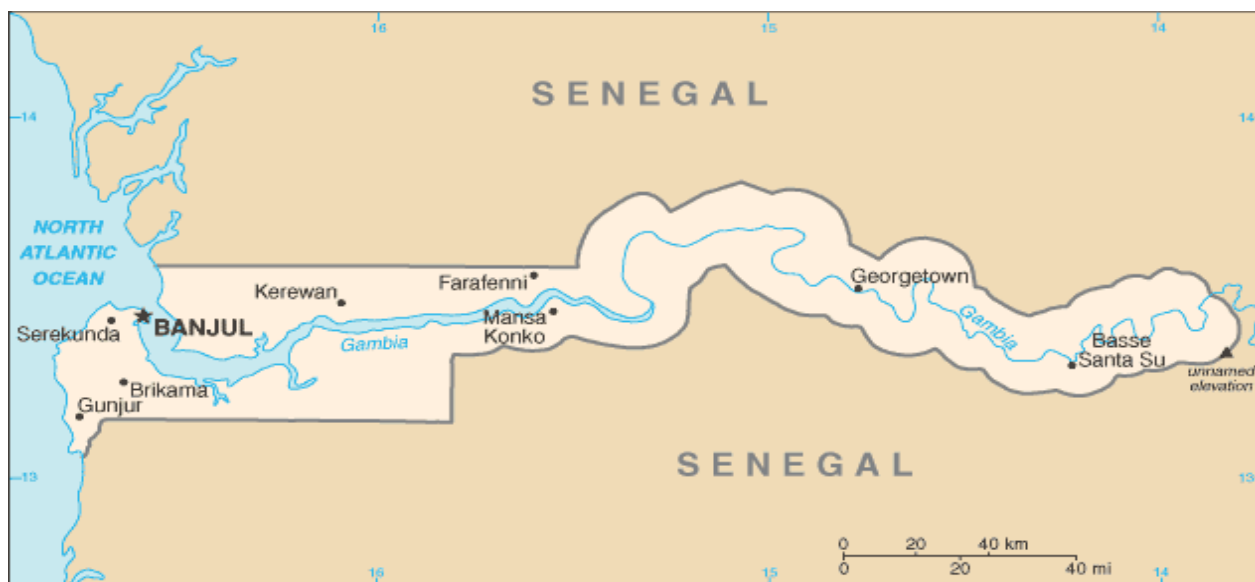 16
15
14
SENEGAL
14
14
NORTH
ATLANTIC
OCEAN
Farafenni
Georgetown
Kerewan
Serekunda
BANJUL
Mansa
Konko
Gambia
Gambia
Basse
Santa Su
unnamed
elevation
Brikama
Gunjur
SENEGAL
13
13
0 20 40 km
0 20 40 mi
16
15
14